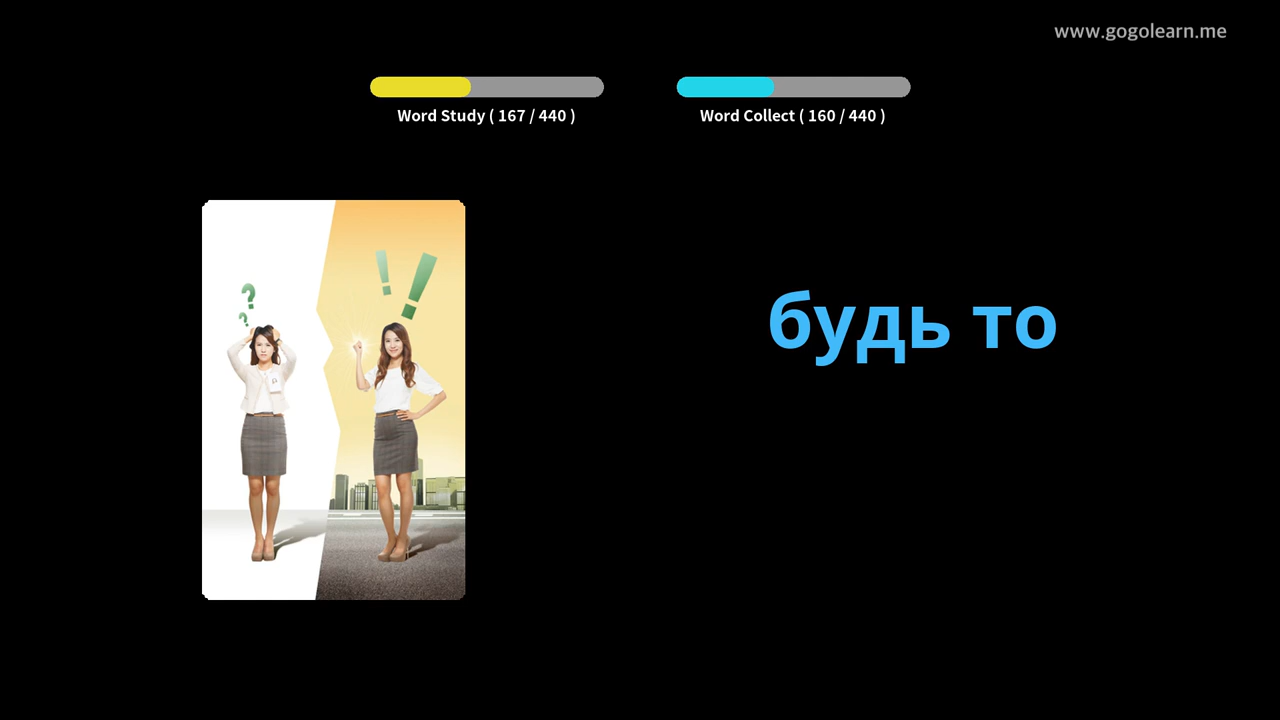 www.gogolearn.me
Word Study ( 167 / 440 )
Word Collect ( 160 / 440 )
? ? ! !
будь то